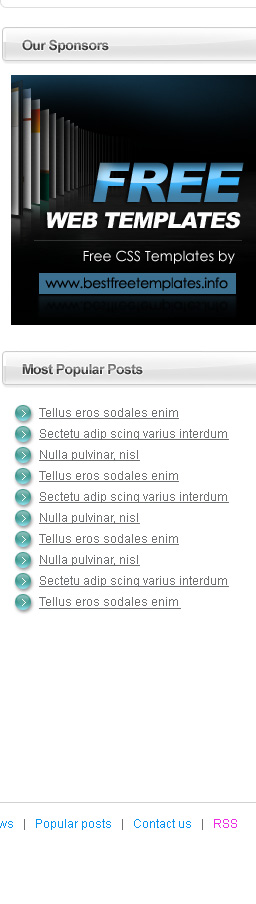 Our Sponsors
FREE
WEB TEMPLATES
Free CSS Templates by
www.bestfreetemplates.info
Most Popular Posts
Tellus eros sodales enim
Sectetu adip scing varius interdum
Nulla pulvinar, nisl
Tellus eros sodales enim
Sectetu adip scing varius interdum
Nulla pulvinar, nisl
Tellus eros sodales enim
Nulla pulvinar, nisl
Sectetu adip scing varius interdum
Tellus eros sodales enim
ws | Popular posts | Contact us | RSS